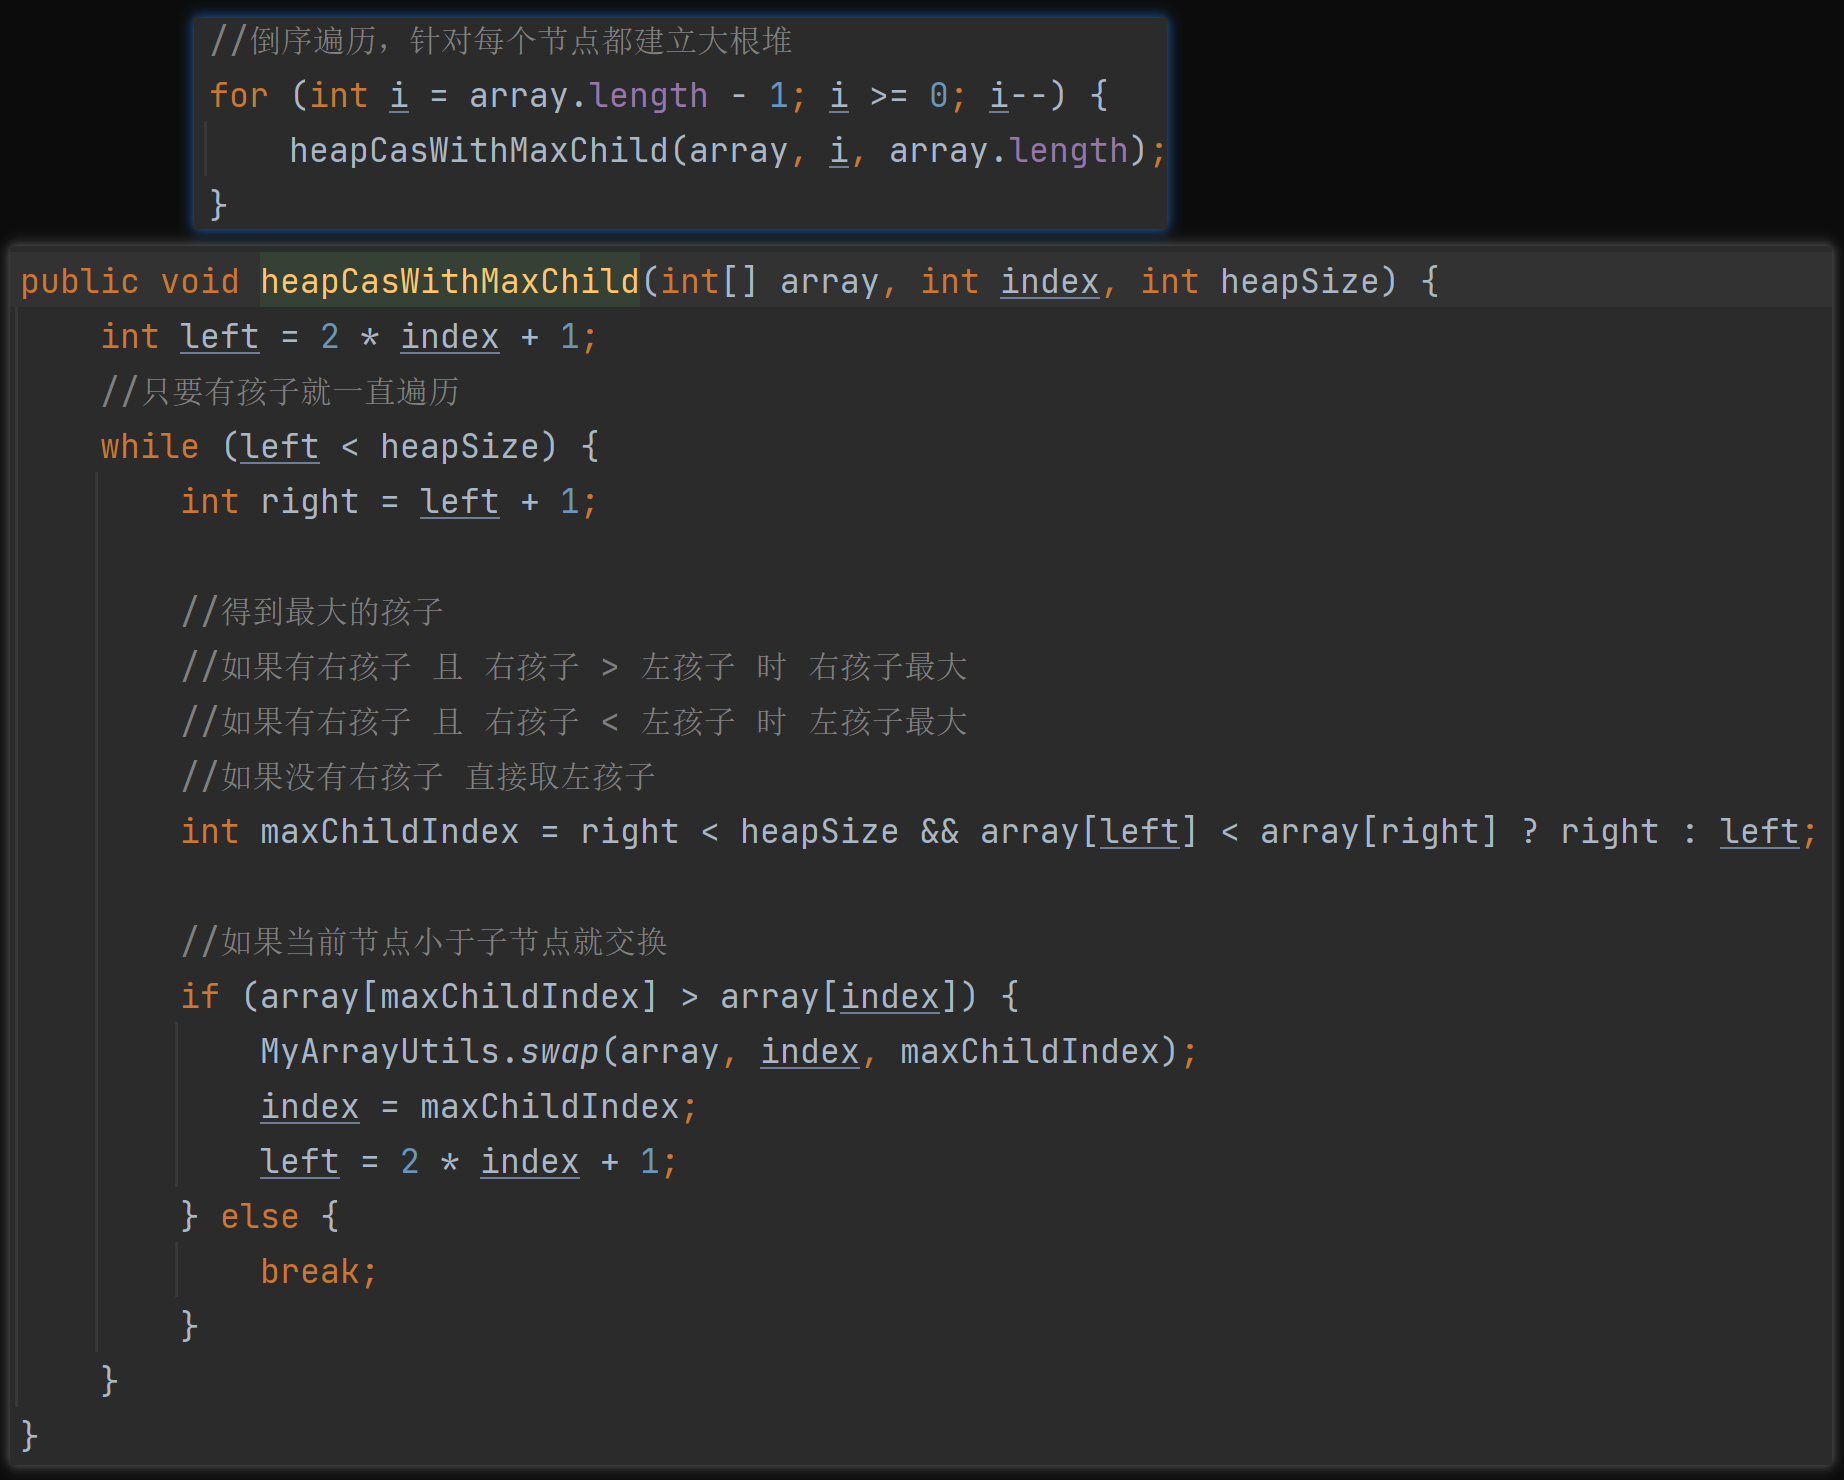 //倒序遍历，针对每个节点都建立大根堆
for (int i = array.length - 1; i >= 0; i--) {
    heapCasWithMaxChild(array, i, array.length);
}
public void heapCasWithMaxChild(int[] array, int index, int heapSize) {
    int left = 2 * index + 1;
    //只要有孩子就一直遍历
    while (left < heapSize) {
        int right = left + 1;

        //得到最大的孩子
        //如果有右孩子 且 右孩子 > 左孩子 时 右孩子最大
        //如果有右孩子 且 右孩子 < 左孩子 时 左孩子最大
        //如果没有右孩子 直接取左孩子
        int maxChildIndex = right < heapSize && array[left] < array[right] ? right : left;

        //如果当前节点小于子节点就交换
        if (array[maxChildIndex] > array[index]) {
            MyArrayUtils.swap(array, index, maxChildIndex);
            index = maxChildIndex;
            left = 2 * index + 1;
        } else {
            break;
        }
    }
}